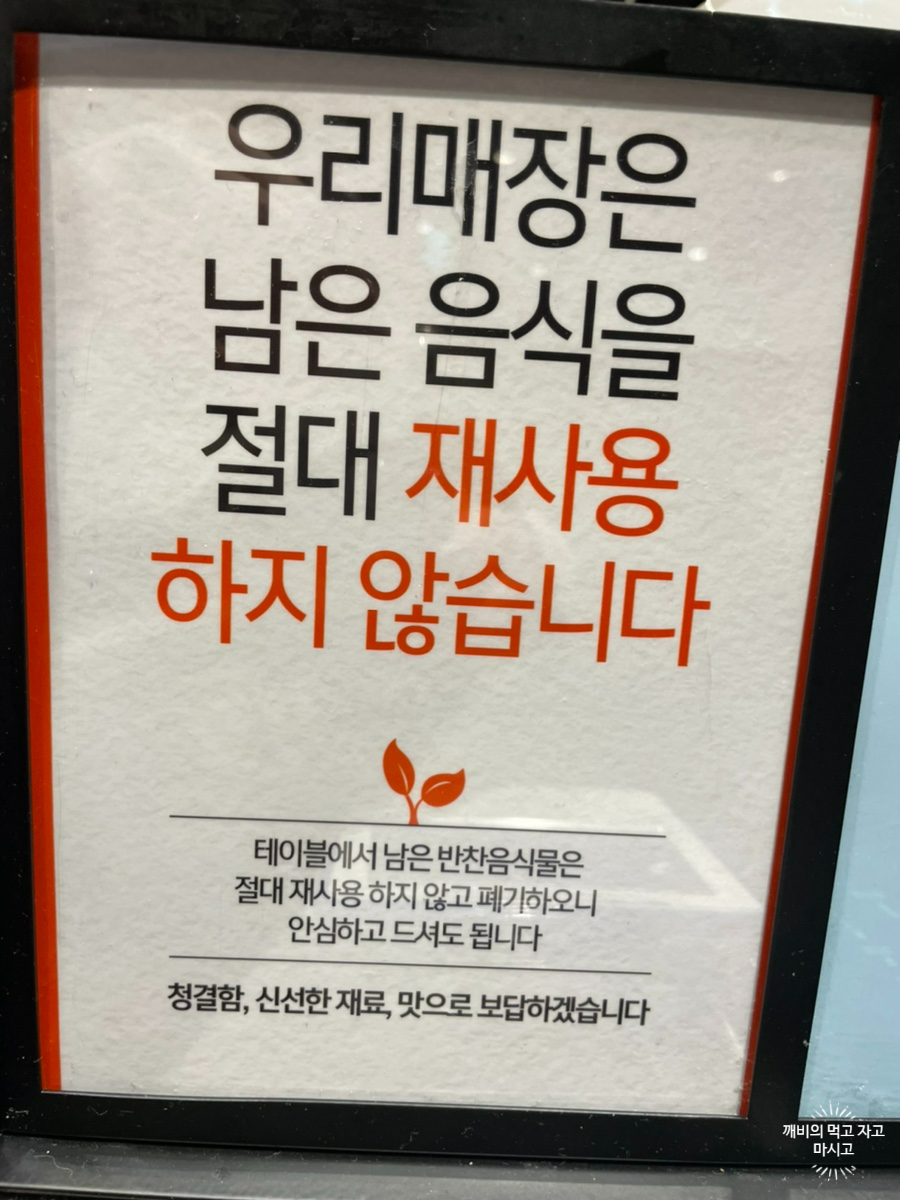 우리매장은
남은 음식을
절대 재사용
하지 않습니다
테이블에서 남은 반찬음식물은
절대 재사용 하지 않고 폐기하오니
안심하고 드셔도 됩니다
청결함, 신선한 재료, 맛으로 보답하겠습니다
깨비의 먹고 자고
마시고